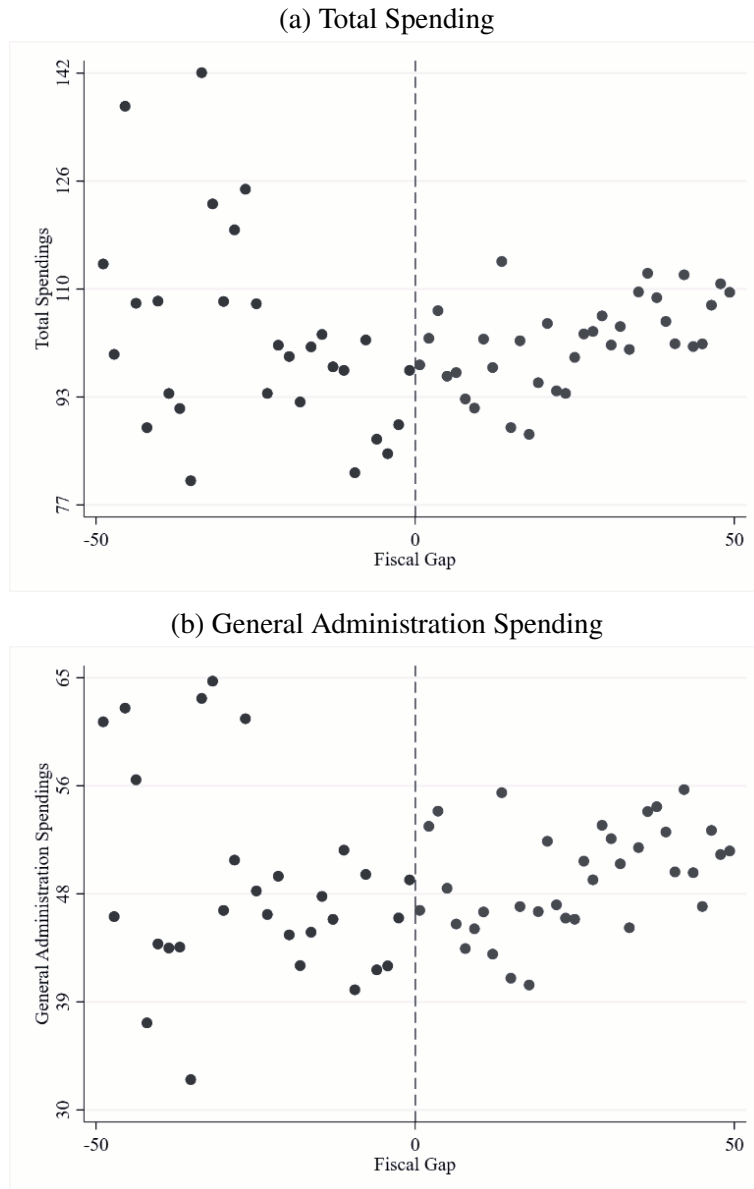 (a) Total Spending
142
126
110
93
77
Total Spendings
-50 0 50
Fiscal Gap
(b) General Administration Spending
65
56
48
39
30
General Administration Spendings
-50 0 50
Fiscal Gap